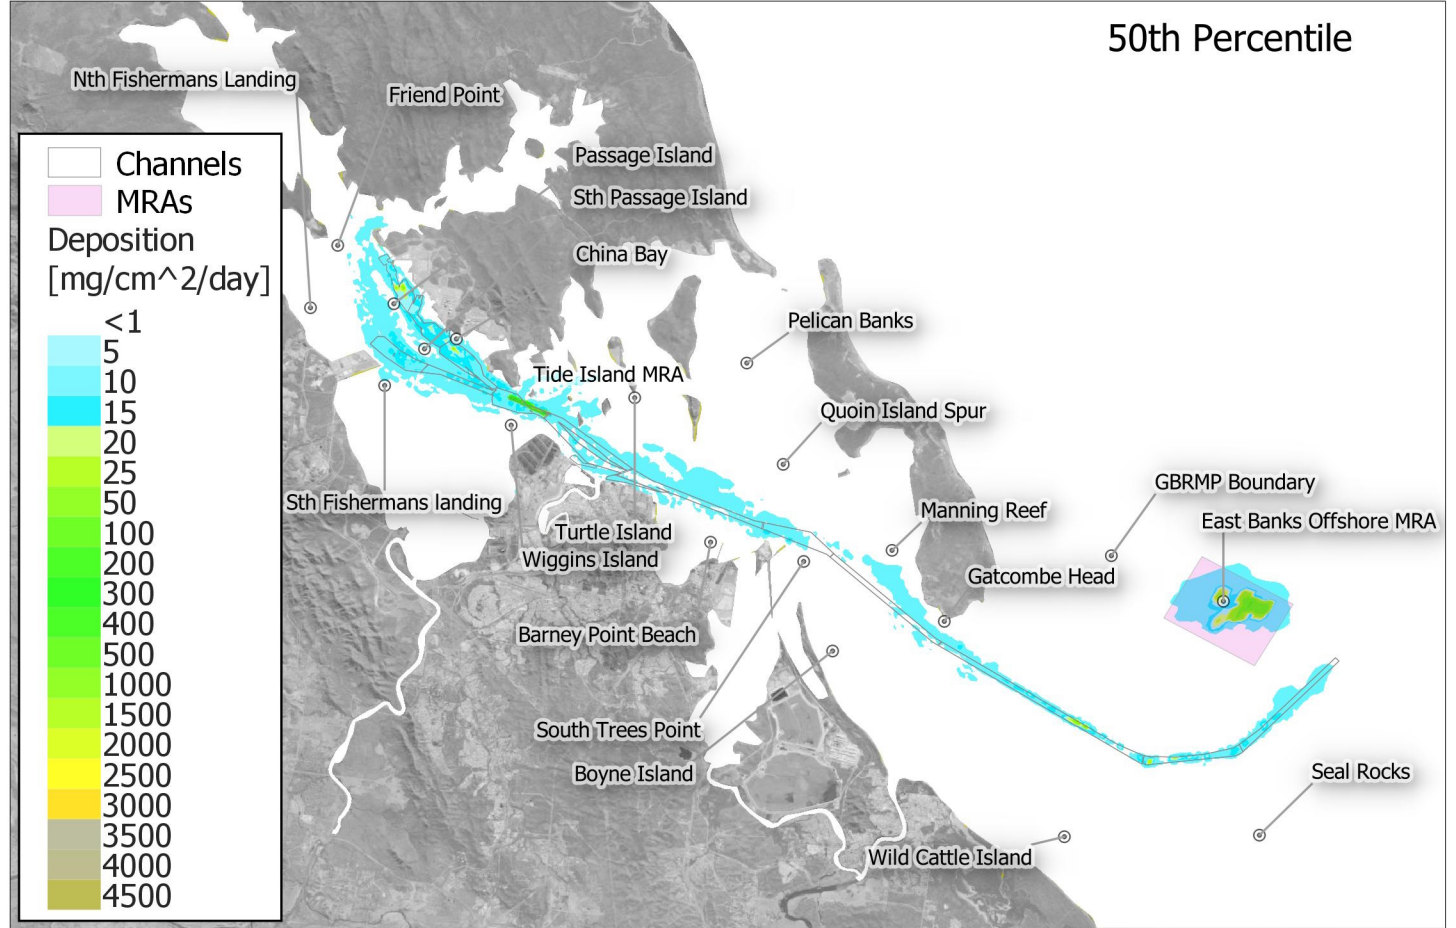 50th Percentile
Nth Fishermans Landing
Friend Point
Passage Island
Sth Passage Island
China Bay
Pelican Banks
Tide Island MRA
Quoin Island Spur
Sth Fishermans landing
Turtle Island
Wiggins Island
Manning Reef
GBRMP Boundary
East Banks Offshore MRA
Gatcombe Head
Barney Point Beach
South Trees Point
Boyne Island
Seal Rocks
Wild Cattle Island
Channels
MRAs
Deposition
[mg/cm^2/day]
<1
5
10
15
20
25
50
100
200
300
400
500
1000
1500
2000
2500
3000
3500
4000
4500